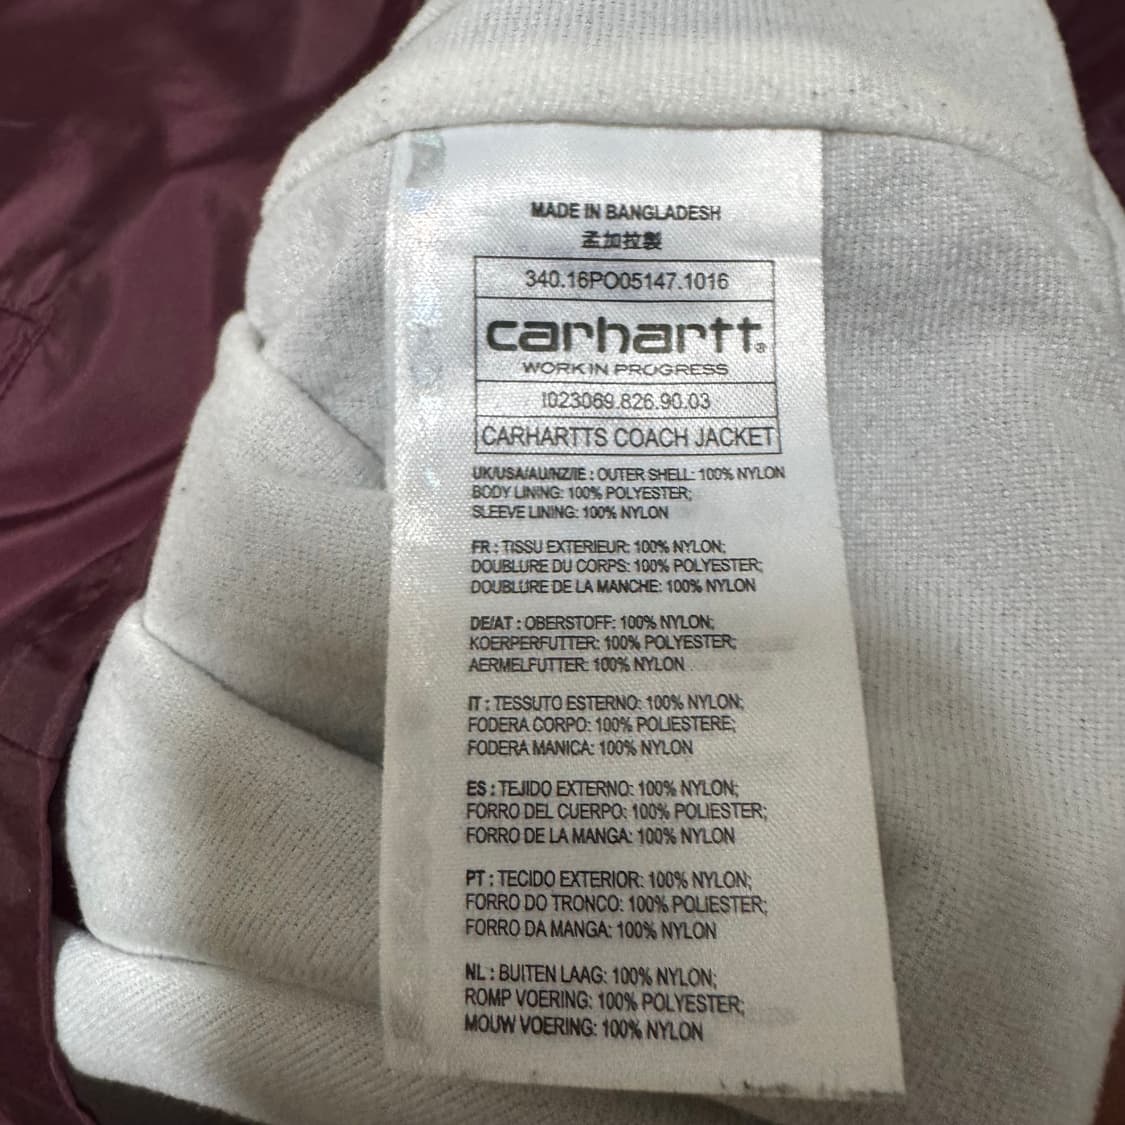 MADE IN BANGLADESH
孟加拉製
340.16PO05147.1016
carhartt®
WORK IN PROGRESS
I023069.826.90.03
CARHARTTS COACH JACKET
UK/USA/AU/NZ/IE : OUTER SHELL: 100% NYLON
BODY LINING: 100% POLYESTER;
SLEEVE LINING: 100% NYLON
FR : TISSU EXTERIEUR: 100% NYLON;
DOUBLURE DU CORPS: 100% POLYESTER;
DOUBLURE DE LA MANCHE: 100% NYLON
DE/AT : OBERSTOFF: 100% NYLON;
KOERPERFUTTER: 100% POLYESTER;
AERMELFUTTER: 100% NYLON
IT : TESSUTO ESTERNO: 100% NYLON;
FODERA CORPO: 100% POLIESTERE;
FODERA MANICA: 100% NYLON
ES : TEJIDO EXTERNO: 100% NYLON;
FORRO DEL CUERPO: 100% POLIESTER;
FORRO DE LA MANGA: 100% NYLON
PT : TECIDO EXTERIOR: 100% NYLON;
FORRO DO TRONCO: 100% POLIESTER;
FORRO DA MANGA: 100% NYLON
NL : BUITEN LAAG: 100% NYLON;
ROMP VOERING: 100% POLYESTER;
MOUW VOERING: 100% NYLON